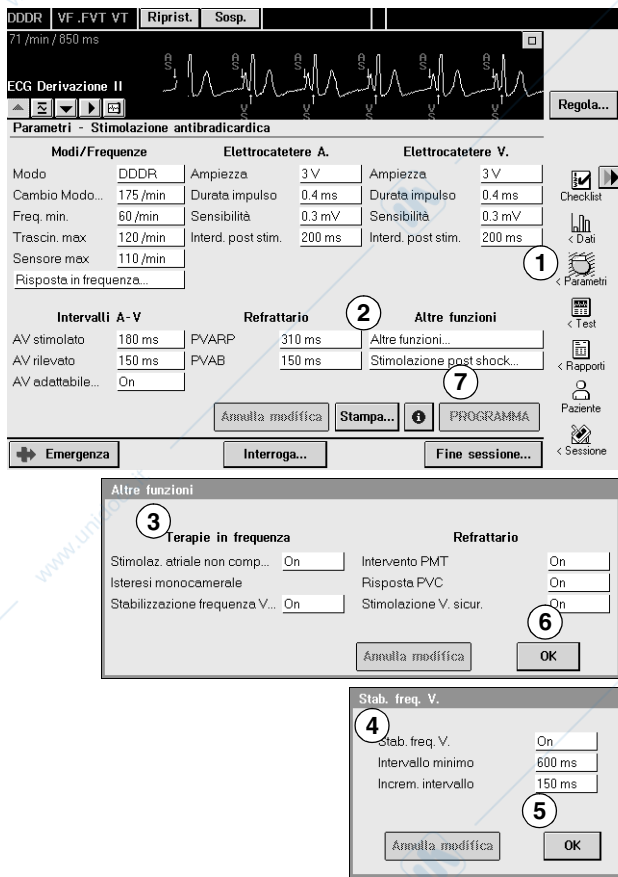 DDDR VF .FVT VT Riprist. Sosp.
71 /min / 850 ms
ECG Derivazione II
A S A S A S A S A S
V S V S V S V S
Regola...
Parametri - Stimolazione antibradicardica
Modi/Frequenze Elettrocatetere A. Elettrocatetere V.
Modo DDDR Ampiezza 3 V Ampiezza 3 V
Cambio Modo... 175 /min Durata impulso 0.4 ms Durata impulso 0.4 ms
Freq. min. 60 /min Sensibilità 0.3 mV Sensibilità 0.3 mV
Trascin. max 120 /min Interd. post stim. 200 ms Interd. post stim. 200 ms
Sensore max 110 /min
Risposta in frequenza...
Checklist
< Dati
1
< Parametri
< Test
< Rapporti
Paziente
< Sessione
Intervalli A-V Refrattario 2 Altre funzioni
AV stimolato 180 ms PVARP 310 ms Altre funzioni...
AV rilevato 150 ms PVAB 150 ms Stimolazione post shock...
AV adattabile... On
7
Annulla modifica Stampa... PROGRAMMA
Emergenza Interroga... Fine sessione...
Altre funzioni
3
Terapie in frequenza Refrattario
Stimolaz. atriale non comp... On Intervento PMT On
Isteresi monocamerale Risposta PVC On
Stabilizzazione frequenza V... On Stimolazione V. sicur. On
6
Annulla modifica OK
Stab. freq. V.
4
Stab. freq. V. On
Intervallo minimo 600 ms
Increm. intervallo 150 ms
5
Annulla modifica OK